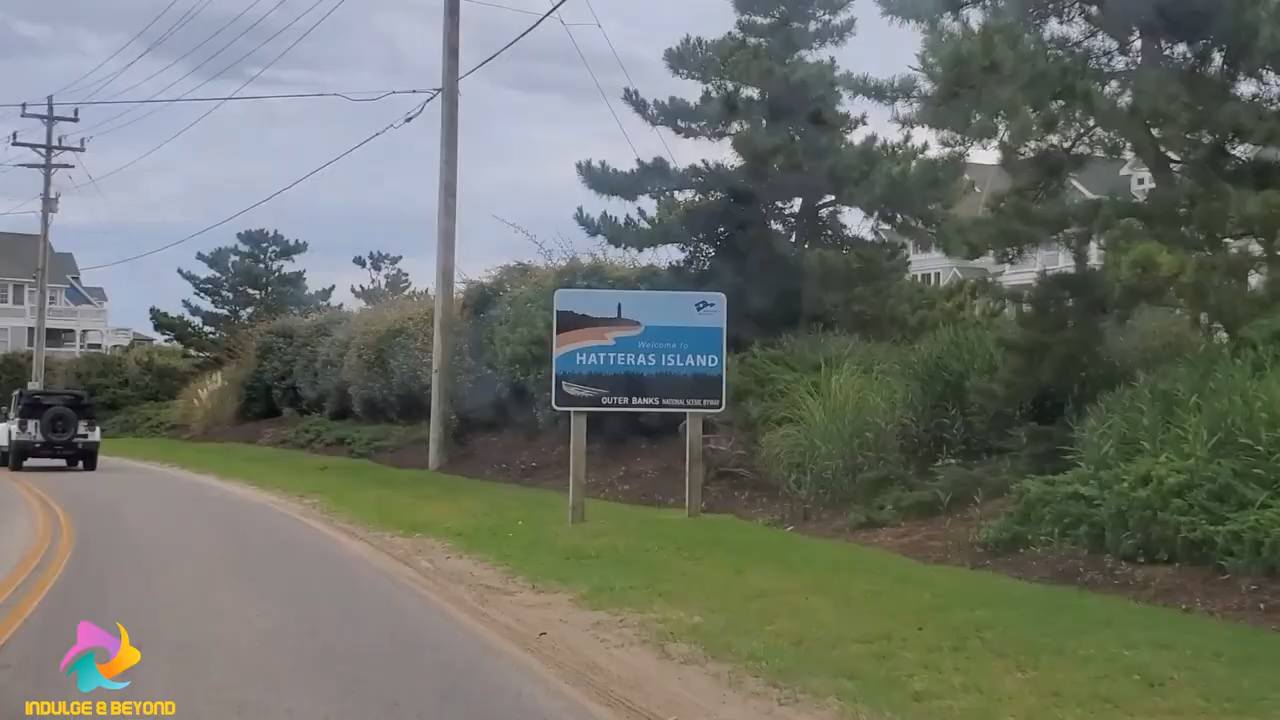 Welcome to
HATTERAS ISLAND
OUTER BANKS NATIONAL SCENIC BYWAY
INDULGE & BEYOND